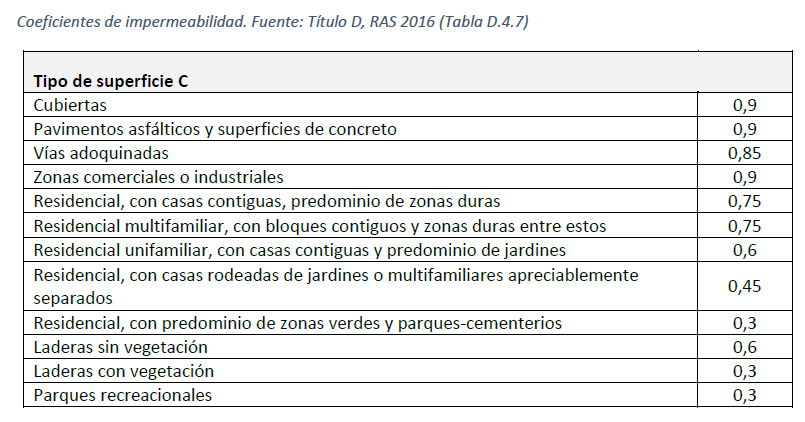 Coeficientes de impermeabilidad. Fuente: Título D, RAS 2016 (Tabla D.4.7)
Tipo de superficie C
Cubiertas 0,9
Pavimentos asfálticos y superficies de concreto 0,9
Vías adoquinadas 0,85
Zonas comerciales o industriales 0,9
Residencial, con casas contiguas, predominio de zonas duras 0,75
Residencial multifamiliar, con bloques contiguos y zonas duras entre estos 0,75
Residencial unifamiliar, con casas contiguas y predominio de jardines 0,6
Residencial, con casas rodeadas de jardines o multifamiliares apreciablemente
separados 0,45
Residencial, con predominio de zonas verdes y parques-cementerios 0,3
Laderas sin vegetación 0,6
Laderas con vegetación 0,3
Parques recreacionales 0,3